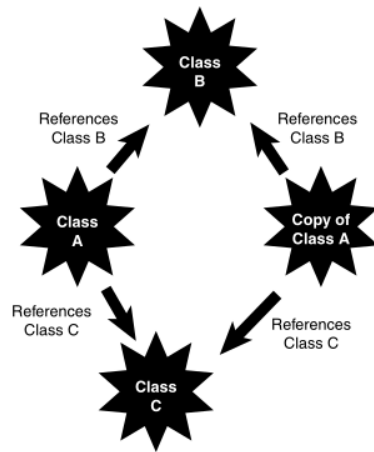 Class
B
References
Class B
References
Class B
Class
A
Copy of
Class A
References
Class C
References
Class C
Class
C